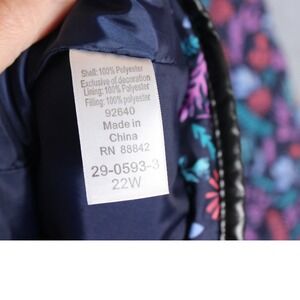 Shell: 100% Polyester
Exclusive of decoration
Lining: 100% Polyester
Filling: 100% polyester
92640
Made in
China
RN 88842
29-0593-3
22W